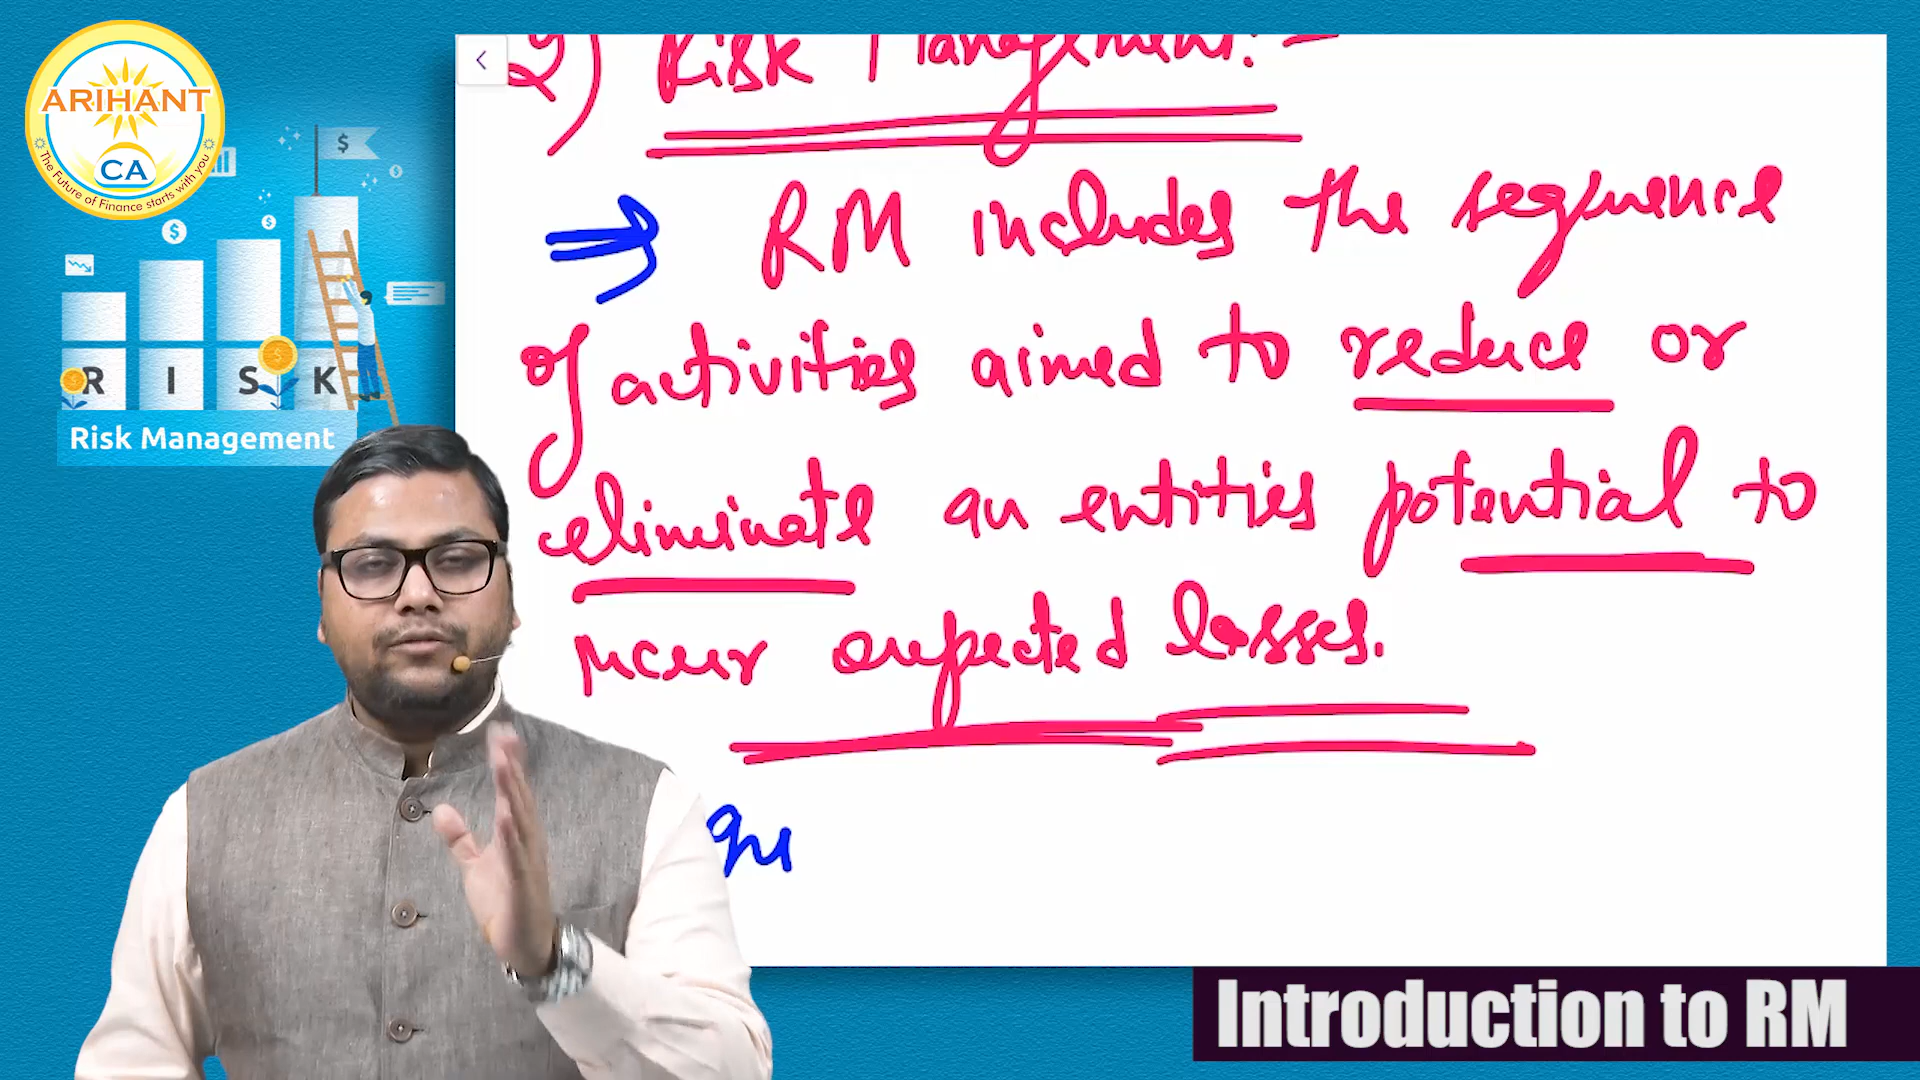 ARIHANT
CA
The Future of Finance starts with you
R I S K
Risk Management
2) Risk Management:-
⇒ RM includes the sequence
of activities aimed to reduce or
eliminate an entities potential to
incur expected losses.
Introduction to RM